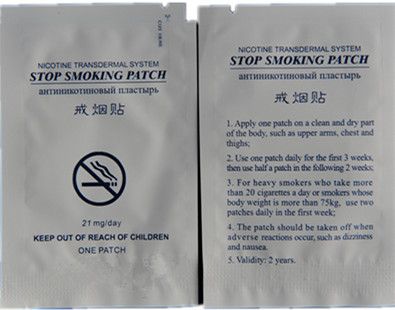 NICOTINE TRANSDERMAL SYSTEM
STOP SMOKING PATCH
антиникотиновый пластырь
戒烟贴
21 mg/day
KEEP OUT OF REACH OF CHILDREN
ONE PATCH
NICOTINE TRANSDERMAL SYSTEM
STOP SMOKING PATCH
антиникотиновый пластырь
戒烟贴
1. Apply one patch on a clean and dry part
of the body, such as upper arms, chest and
thighs;
2. Use one patch daily for the first 3 weeks,
then use half a patch in the following 2 weeks;
3. For heavy smokers who take more
than 20 cigarettes a day or smokers whose
body weight is more than 75kg, use two
patches daily in the first week;
4. The patch should be taken off when
adverse reactions occur, such as dizziness
and nausea.
5. Validity: 2 years.